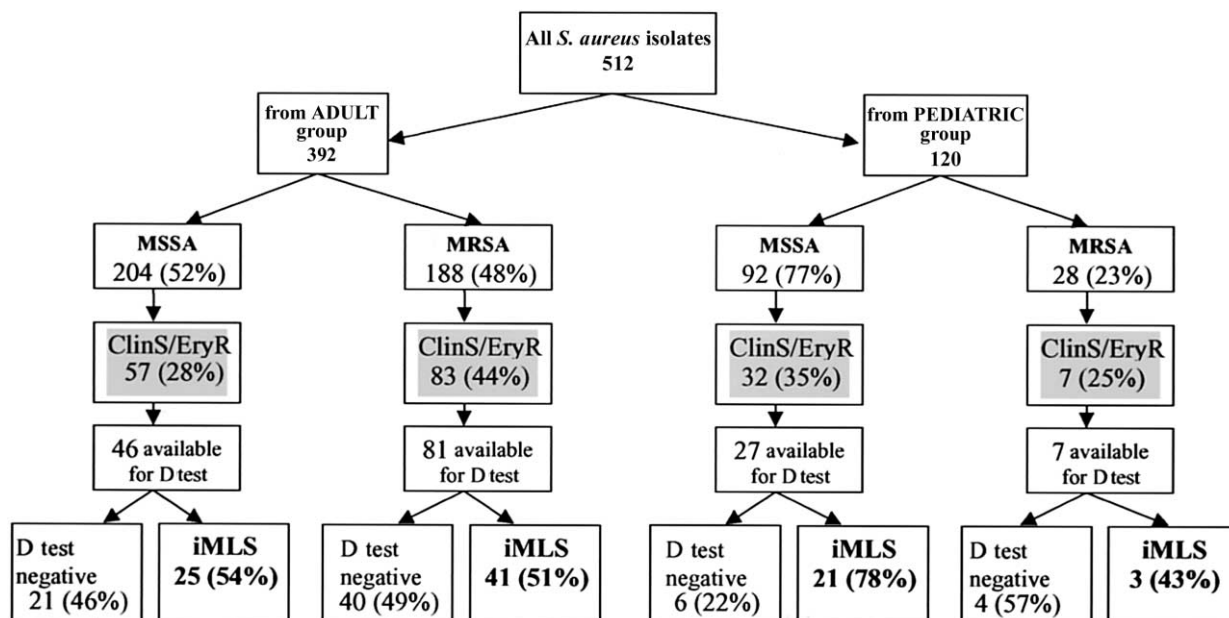 All S. aureus isolates
512
from ADULT
group
392
from PEDIATRIC
group
120
MSSA
204 (52%)
MRSA
188 (48%)
MSSA
92 (77%)
MRSA
28 (23%)
ClinS/EryR
57 (28%)
ClinS/EryR
83 (44%)
ClinS/EryR
32 (35%)
ClinS/EryR
7 (25%)
46 available
for D test
81 available
for D test
27 available
for D test
7 available
for D test
D test
negative
21 (46%)
iMLS
25 (54%)
D test
negative
40 (49%)
iMLS
41 (51%)
D test
negative
6 (22%)
iMLS
21 (78%)
D test
negative
4 (57%)
iMLS
3 (43%)